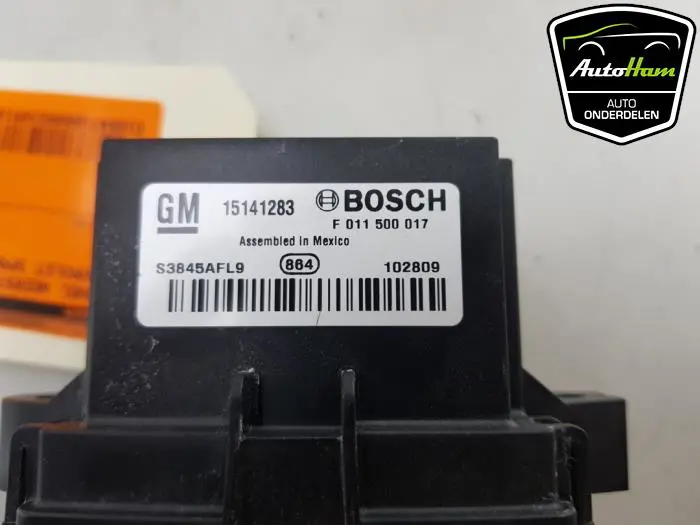 AutoHam
AUTO
ONDERDELEN
GM 15141283 BOSCH
F 011 500 017
Assembled in Mexico
S3845AFL9 864 102809